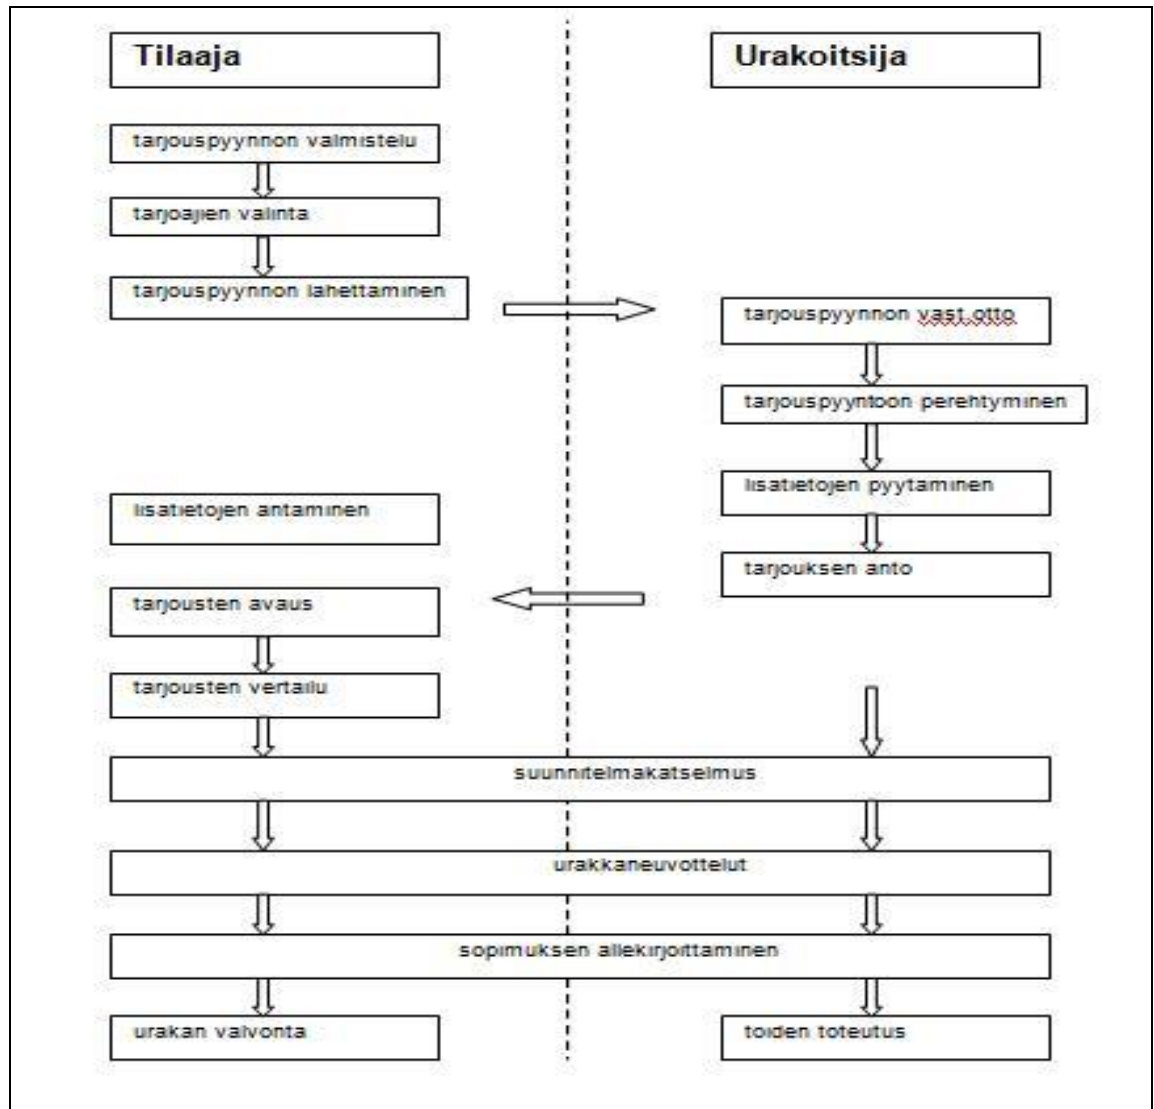 Tilaaja
Urakoitsija
tarjouspyynnon valmistelu
tarjoajien valinta
tarjouspyynnon lahettaminen
tarjouspyynnon vast.otto
tarjouspyyntoon perehtyminen
lisatietojen pyytaminen
lisatietojen antaminen
tarjouksen anto
tarjousten avaus
tarjousten vertailu
suunnitelmakatselmus
urakkaneuvottelut
sopimuksen allekirjoittaminen
urakan valvonta
toiden toteutus